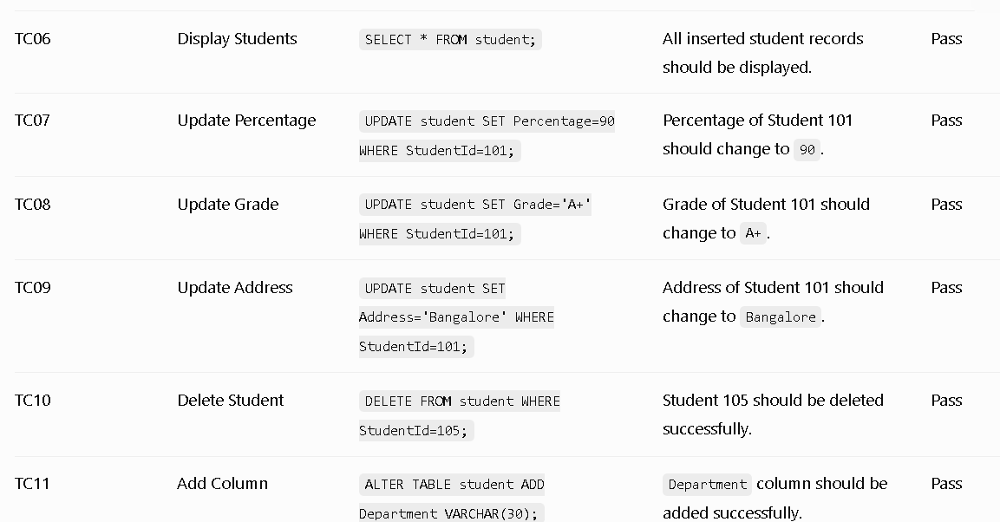 TC06 Display Students SELECT * FROM student; All inserted student records Pass
should be displayed.
TC07 Update Percentage UPDATE student SET Percentage=90 Percentage of Student 101 Pass
WHERE StudentId=101; should change to 90.
TC08 Update Grade UPDATE student SET Grade='A+' Grade of Student 101 should Pass
WHERE StudentId=101; change to A+.
TC09 Update Address UPDATE student SET Address of Student 101 should Pass
Address='Bangalore' WHERE change to Bangalore.
StudentId=101;
TC10 Delete Student DELETE FROM student WHERE Student 105 should be deleted Pass
StudentId=105; successfully.
TC11 Add Column ALTER TABLE student ADD Department column should be Pass
Department VARCHAR(30); added successfully.